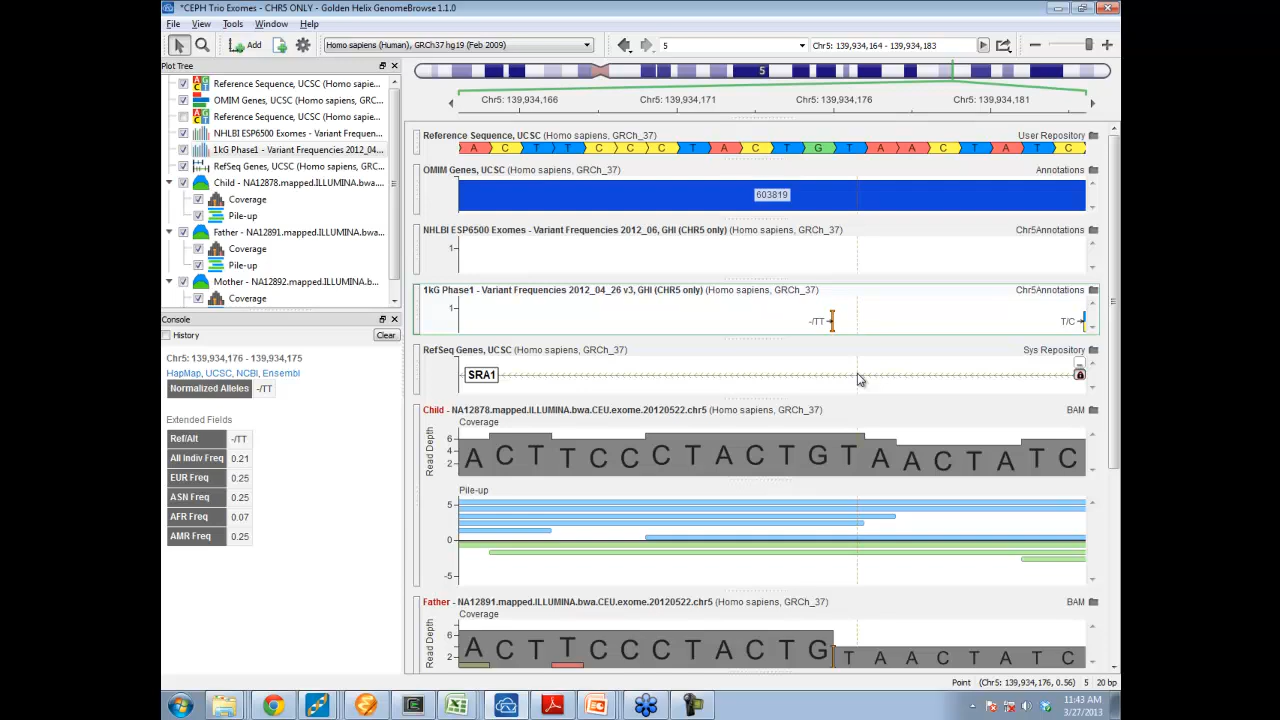 *CEPH Trio Exomes - CHR5 ONLY - Golden Helix GenomeBrowse 1.1.0
File View Tools Window Help
Add Homo sapiens (Human), GRCh37 hg19 (Feb 2009) 5 Chr5: 139,934,164 - 139,934,183
Plot Tree
Reference Sequence, UCSC (Homo sapie...
OMIM Genes, UCSC (Homo sapiens, GRC...
Reference Sequence, UCSC (Homo sapie...
NHLBI ESP6500 Exomes - Variant Frequen...
1kG Phase1 - Variant Frequencies 2012_04...
RefSeq Genes, UCSC (Homo sapiens, GR...
Child - NA12878.mapped.ILLUMINA.bwa...
Coverage
Pile-up
Father - NA12891.mapped.ILLUMINA.bw...
Coverage
Pile-up
Mother - NA12892.mapped.ILLUMINA.b...
Coverage
Console
History Clear
Chr5: 139,934,176 - 139,934,175
HapMap, UCSC, NCBI, Ensembl
Normalized Alleles -/TT
Extended Fields
Ref/Alt -/TT
All Indiv Freq 0.21
EUR Freq 0.25
ASN Freq 0.25
AFR Freq 0.07
AMR Freq 0.25
5
Chr5: 139,934,166 Chr5: 139,934,171 Chr5: 139,934,176 Chr5: 139,934,181
Reference Sequence, UCSC (Homo sapiens, GRCh_37) User Repository
A C T T C C C T A C T G T A A C T A T C
OMIM Genes, UCSC (Homo sapiens, GRCh_37) Annotations
603819
NHLBI ESP6500 Exomes - Variant Frequencies 2012_06, GHI (CHR5 only) (Homo sapiens, GRCh_37) Chr5Annotations
1
1kG Phase1 - Variant Frequencies 2012_04_26 v3, GHI (CHR5 only) (Homo sapiens, GRCh_37) Chr5Annotations
1
-/TT T/C
RefSeq Genes, UCSC (Homo sapiens, GRCh_37) Sys Repository
SRA1
Child - NA12878.mapped.ILLUMINA.bwa.CEU.exome.20120522.chr5 (Homo sapiens, GRCh_37) BAM
Coverage
Read Depth
6
4
2
A C T T C C C T A C T G T A A C T A T C
Pile-up
5
0
-5
Father - NA12891.mapped.ILLUMINA.bwa.CEU.exome.20120522.chr5 (Homo sapiens, GRCh_37) BAM
Coverage
Read Depth
6
4
2
A C T T C C C T A C T G T A A C T A T C
Point (Chr5: 139,934,176, 0.56) 5 20 bp
11:43 AM
3/27/2013